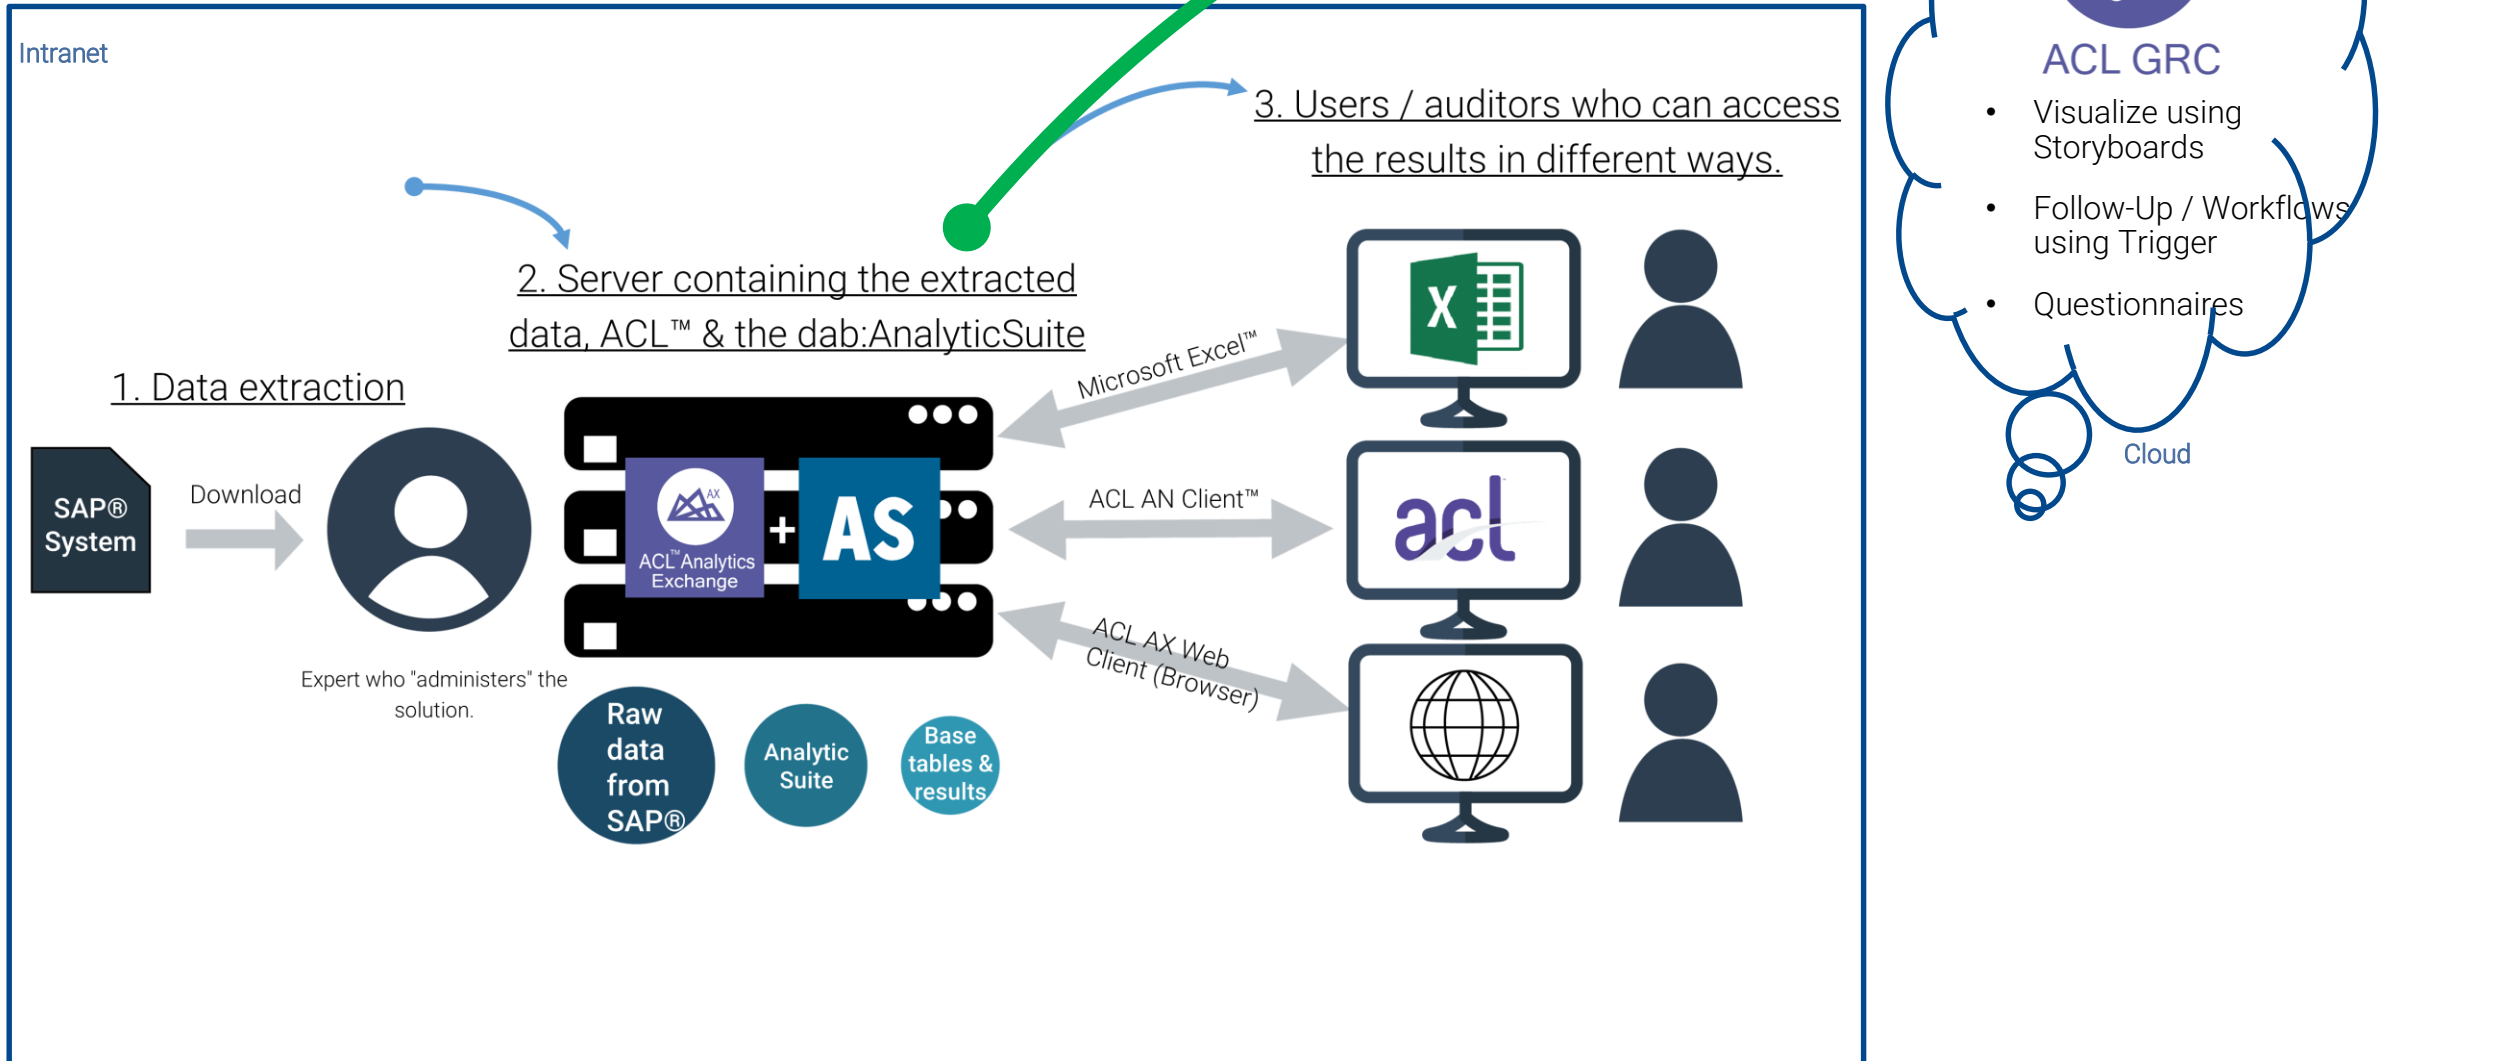 Intranet
1. Data extraction
SAP®
System
Download
Expert who "administers" the
solution.
2. Server containing the extracted
data, ACL™ & the dab:AnalyticSuite
AX
ACL™ Analytics
Exchange
+
AS
Raw
data
from
SAP®
Analytic
Suite
Base
tables &
results
3. Users / auditors who can access
the results in different ways.
Microsoft Excel™
X
ACL AN Client™
acl
ACL AX Web
Client (Browser)
ACL GRC
• Visualize using
Storyboards
• Follow-Up / Workflows
using Trigger
• Questionnaires
Cloud